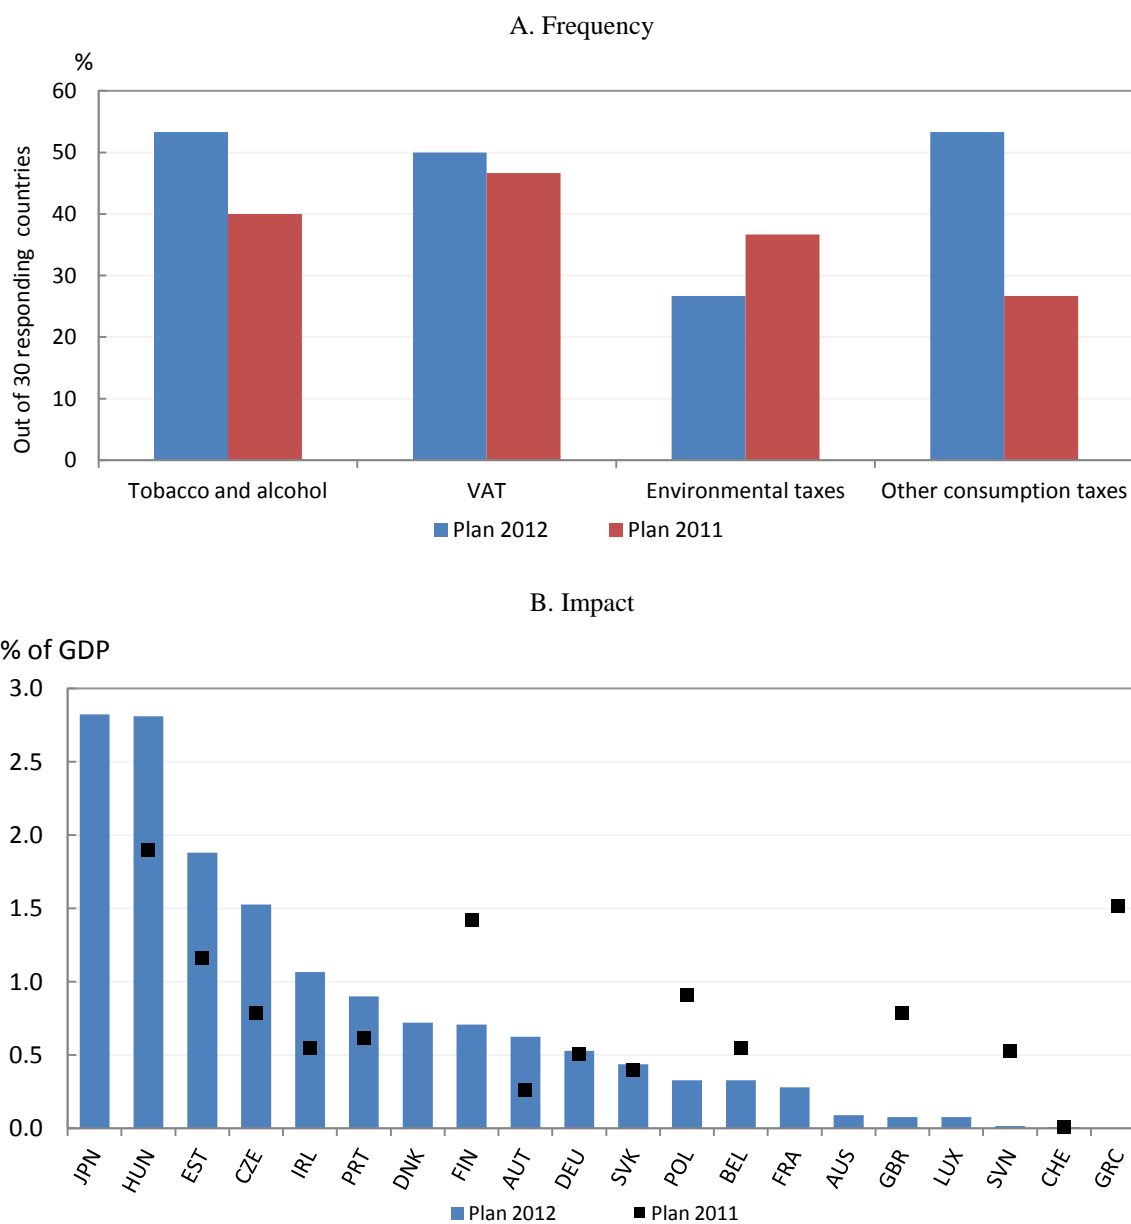 A. Frequency
%
Out of 30 responding countries
60
50
40
30
20
10
0
Tobacco and alcohol VAT Environmental taxes Other consumption taxes
Plan 2012 Plan 2011
B. Impact
% of GDP
3.0
2.5
2.0
1.5
1.0
0.5
0.0
JPN HUN EST CZE IRL PRT DNK FIN AUT DEU SVK POL BEL FRA AUS GBR LUX SVN CHE GRC
Plan 2012 Plan 2011